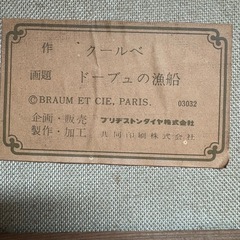 作 クールベ
画題 ドーブュの漁船
©BRAUM ET CIE, PARIS. 03032
企画・販売 ブリヂストンタイヤ株式会社
製作・加工 共同印刷株式会社